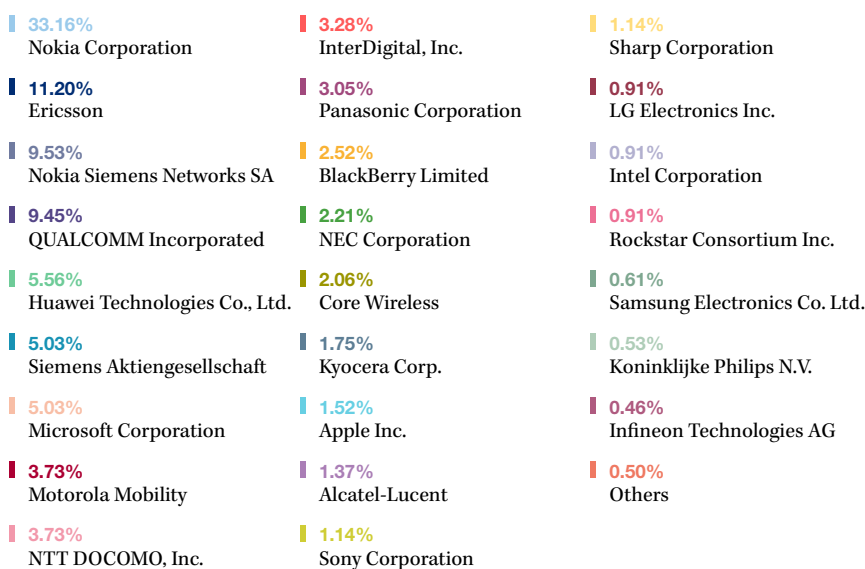 33.16%
Nokia Corporation
11.20%
Ericsson
9.53%
Nokia Siemens Networks SA
9.45%
QUALCOMM Incorporated
5.56%
Huawei Technologies Co., Ltd.
5.03%
Siemens Aktiengesellschaft
5.03%
Microsoft Corporation
3.73%
Motorola Mobility
3.73%
NTT DOCOMO, Inc.
3.28%
InterDigital, Inc.
3.05%
Panasonic Corporation
2.52%
BlackBerry Limited
2.21%
NEC Corporation
2.06%
Core Wireless
1.75%
Kyocera Corp.
1.52%
Apple Inc.
1.37%
Alcatel-Lucent
1.14%
Sony Corporation
1.14%
Sharp Corporation
0.91%
LG Electronics Inc.
0.91%
Intel Corporation
0.91%
Rockstar Consortium Inc.
0.61%
Samsung Electronics Co. Ltd.
0.53%
Koninklijke Philips N.V.
0.46%
Infineon Technologies AG
0.50%
Others